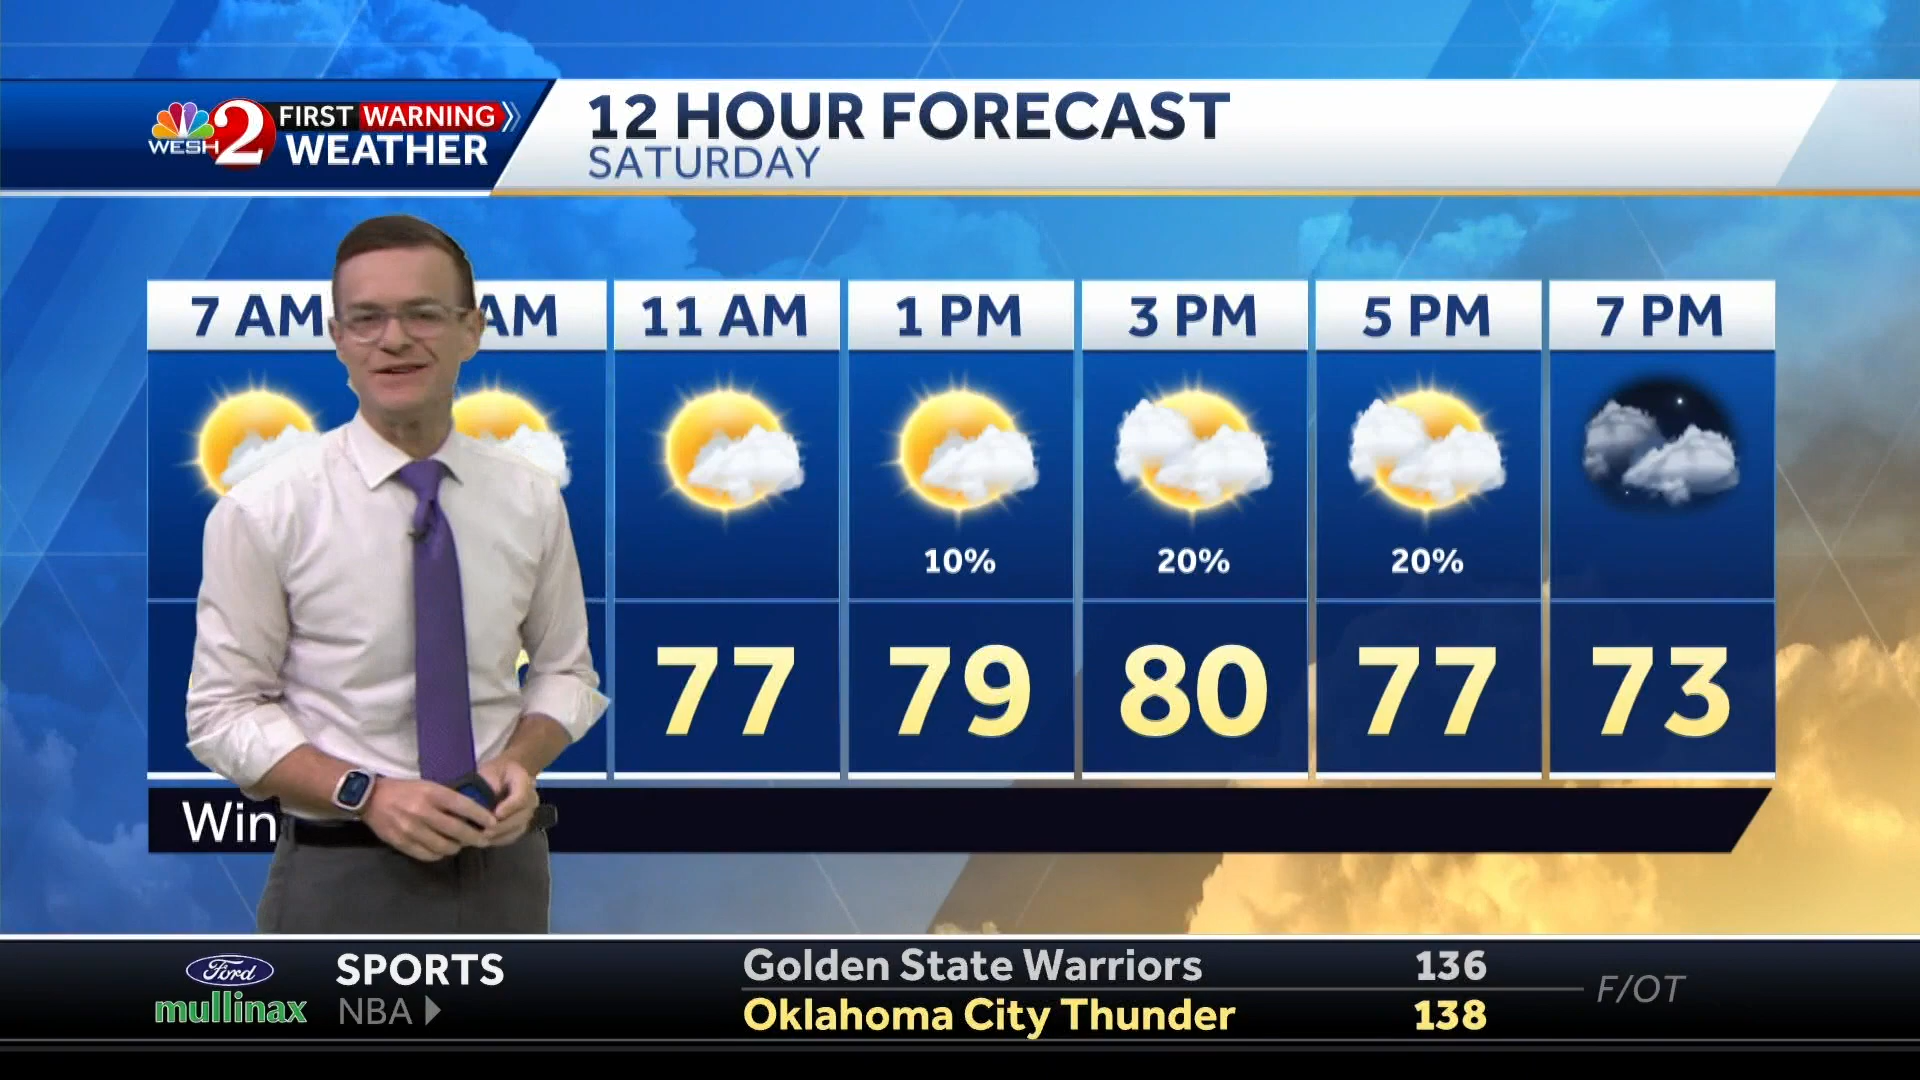 WESH 2 FIRST WARNING
WEATHER
12 HOUR FORECAST
SATURDAY
7 AM
AM
11 AM
1 PM
3 PM
5 PM
7 PM
10%
20%
20%
77
79
80
77
73
Win
Ford
mullinax
SPORTS
NBA
Golden State Warriors 136
Oklahoma City Thunder 138
F/OT